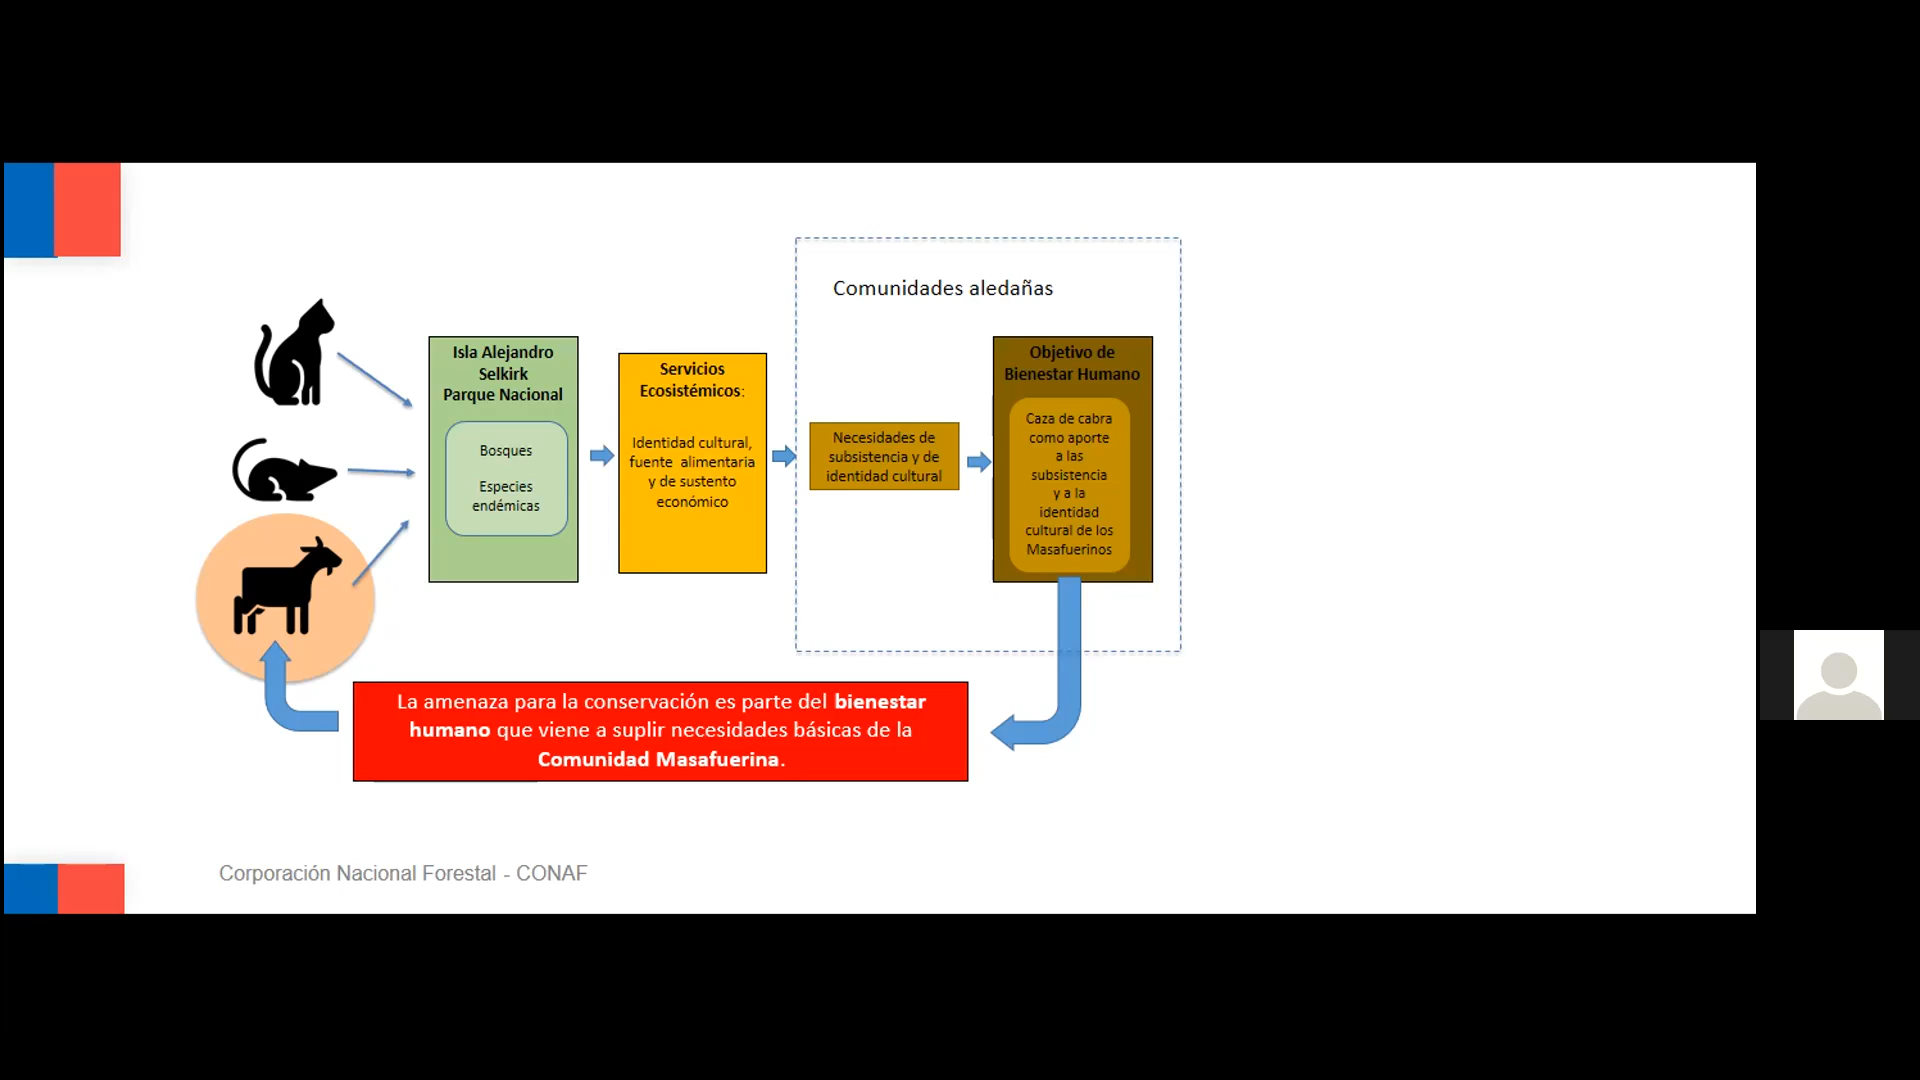 Comunidades aledañas
Isla Alejandro
Selkirk
Parque Nacional
Bosques
Especies
endémicas
Servicios
Ecosistémicos:
Identidad cultural,
fuente alimentaria
y de sustento
económico
Necesidades de
subsistencia y de
identidad cultural
Objetivo de
Bienestar Humano
Caza de cabra
como aporte
a las
subsistencia
y a la
identidad
cultural de los
Masafuerinos
La amenaza para la conservación es parte del bienestar
humano que viene a suplir necesidades básicas de la
Comunidad Masafuerina.
Corporación Nacional Forestal - CONAF